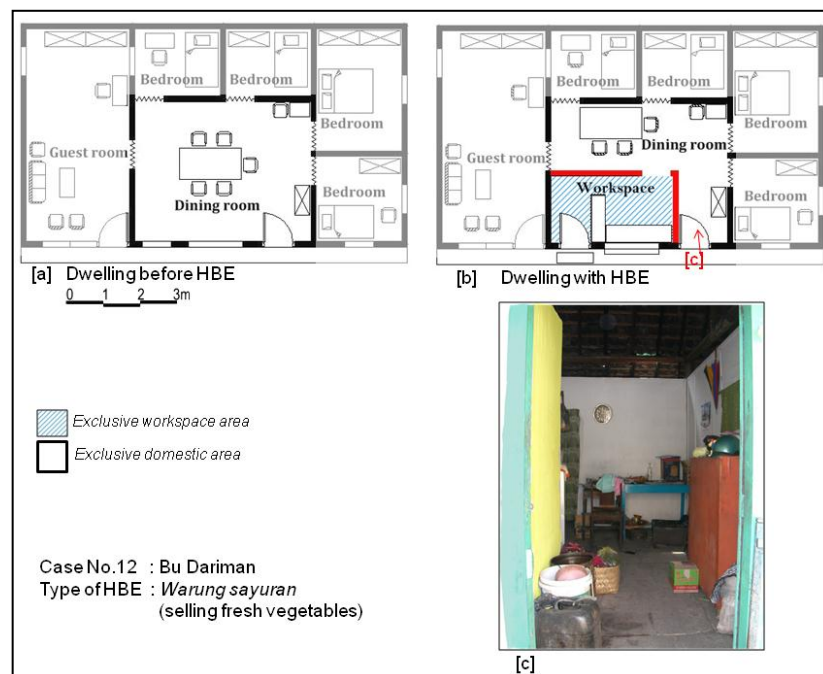 Bedroom
Bedroom
Bedroom
Guest room
Dining room
Bedroom
[a] Dwelling before HBE
0 1 2 3m
Bedroom
Bedroom
Bedroom
Guest room
Dining room
Workspace
Bedroom
[c]
[b] Dwelling with HBE
Exclusive workspace area
Exclusive domestic area
Case No.12 : Bu Dariman
Type of HBE : Warung sayuran
(selling fresh vegetables)
[c]